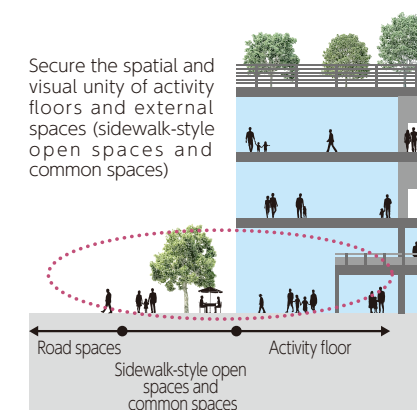 Secure the spatial and
visual unity of activity
floors and external
spaces (sidewalk-style
open spaces and
common spaces)
Road spaces
Activity floor
Sidewalk-style open
spaces and
common spaces